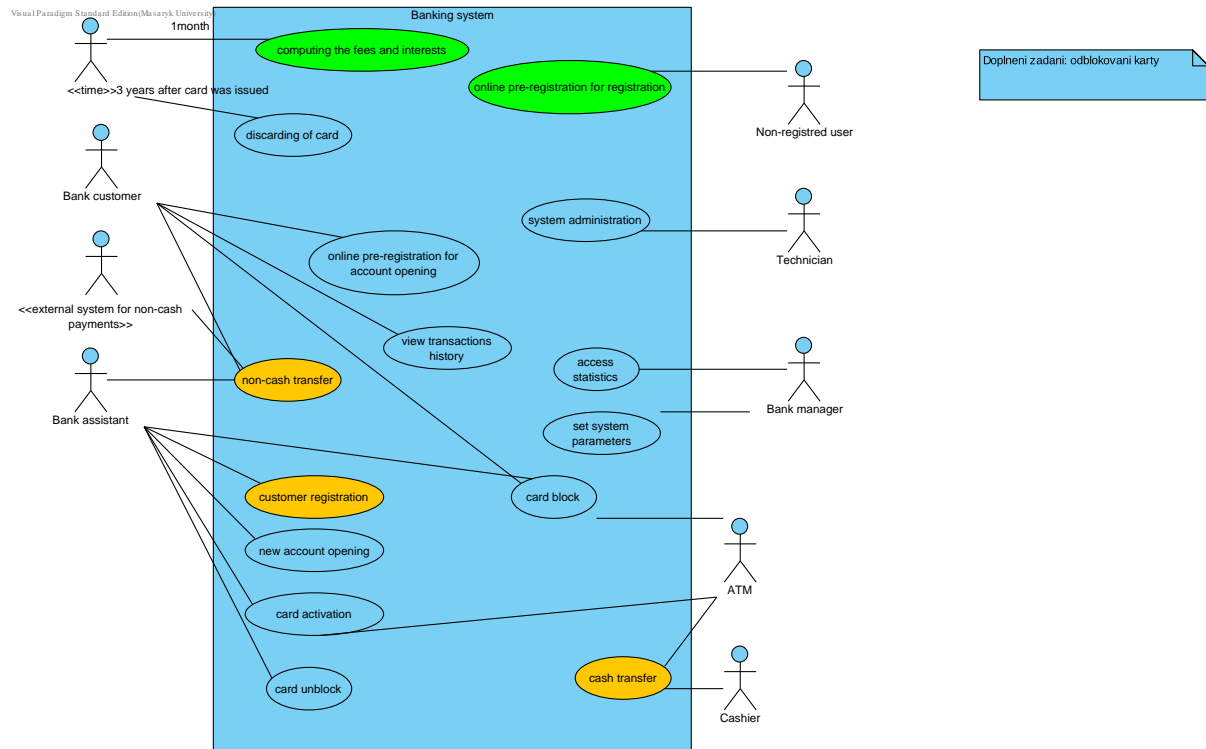 Visual Paradigm Standard Edition(Masaryk University)
Banking system
1month
computing the fees and interests
Doplneni zadani: odblokovani karty
online pre-registration for registration
<<time>>3 years after card was issued
Non-registred user
discarding of card
Bank customer
system administration
Technician
online pre-registration for
account opening
<<external system for non-cash
payments>>
view transactions
history
access
statistics
non-cash transfer
Bank manager
Bank assistant
set system
parameters
customer registration
card block
new account opening
ATM
card activation
cash transfer
card unblock
Cashier